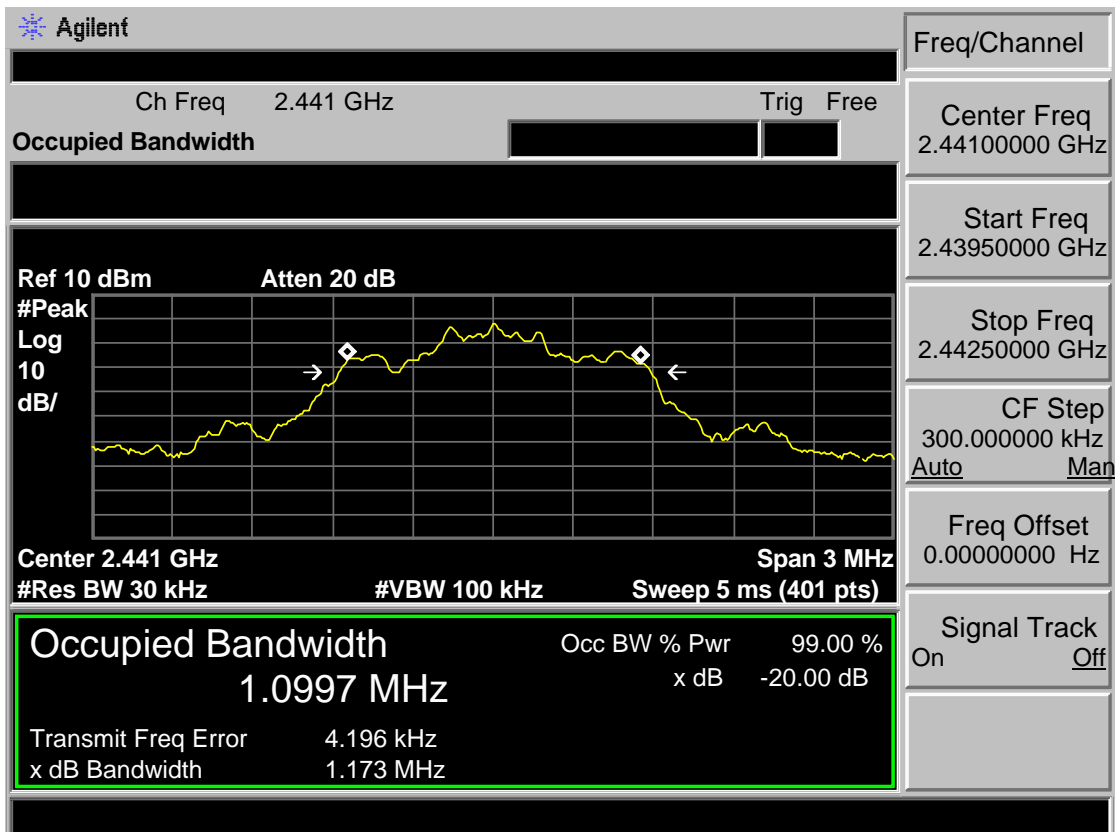 Agilent
Freq/Channel
Ch Freq 2.441 GHz Trig Free
Occupied Bandwidth
Center Freq
2.44100000 GHz
Start Freq
2.43950000 GHz
Ref 10 dBm Atten 20 dB
#Peak
Log
10
dB/
Stop Freq
2.44250000 GHz
CF Step
300.000000 kHz
Auto Man
Freq Offset
0.00000000 Hz
Center 2.441 GHz Span 3 MHz
#Res BW 30 kHz #VBW 100 kHz Sweep 5 ms (401 pts)
Occupied Bandwidth Occ BW % Pwr 99.00 %
1.0997 MHz x dB -20.00 dB
Transmit Freq Error 4.196 kHz
x dB Bandwidth 1.173 MHz
Signal Track
On Off